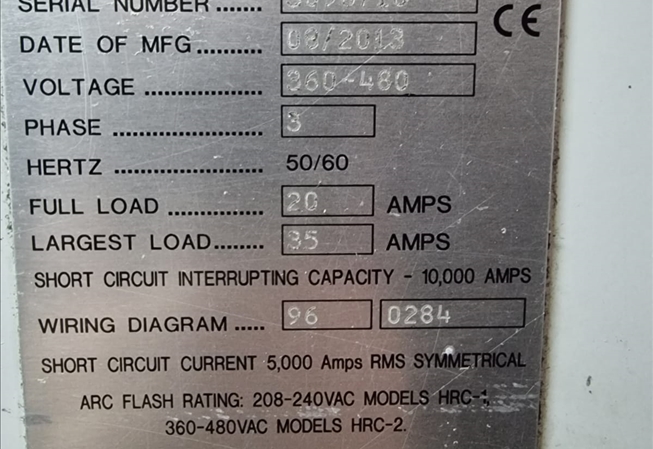 SERIAL NUMBER .......
CE
DATE OF MFG.......... 08/2013
VOLTAGE .................. 360-480
PHASE ...................... 3
HERTZ ...................... 50/60
FULL LOAD .............. 20 AMPS
LARGEST LOAD........ 35 AMPS
SHORT CIRCUIT INTERRUPTING CAPACITY - 10,000 AMPS
WIRING DIAGRAM ..... 96 0284
SHORT CIRCUIT CURRENT 5,000 Amps RMS SYMMETRICAL
ARC FLASH RATING: 208-240VAC MODELS HRC-1,
360-480VAC MODELS HRC-2.